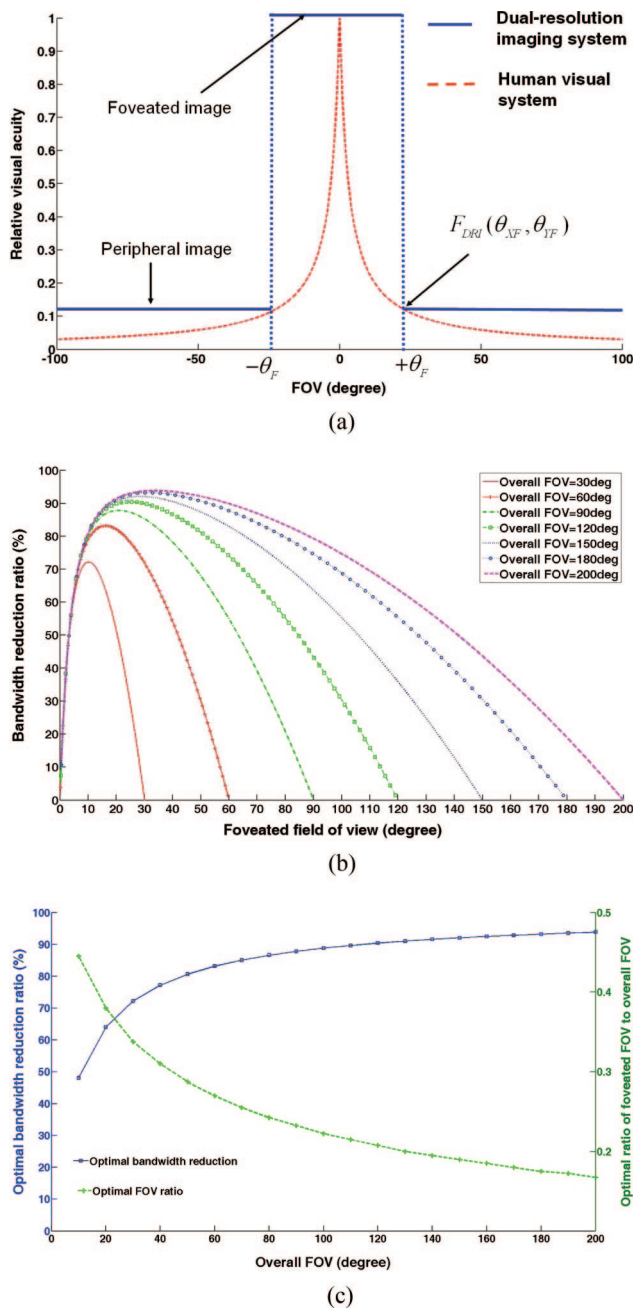 1
0.9
0.8
0.7
0.6
0.5
0.4
0.3
0.2
0.1
0
Relative visual acuity
Foveated image
Peripheral image
Dual-resolution
imaging system
Human visual
system
F_DRI(θ_XF, θ_YF)
-100 -50 0 50 100
−θ_F +θ_F
FOV (degree)
(a)
100
90
80
70
60
50
40
30
20
10
0
Bandwidth reduction ratio (%)
Overall FOV=30deg
Overall FOV=60deg
Overall FOV=90deg
Overall FOV=120deg
Overall FOV=150deg
Overall FOV=180deg
Overall FOV=200deg
0 10 20 30 40 50 60 70 80 90 100 110 120 130 140 150 160 170 180 190 200
Foveated field of view (degree)
(b)
100
90
80
70
60
50
40
30
20
10
0
Optimal bandwidth reduction ratio (%)
0.5
0.4
0.3
0.2
Optimal ratio of foveated FOV to overall FOV
Optimal bandwidth reduction
Optimal FOV ratio
0 20 40 60 80 100 120 140 160 180 200
Overall FOV (degree)
(c)